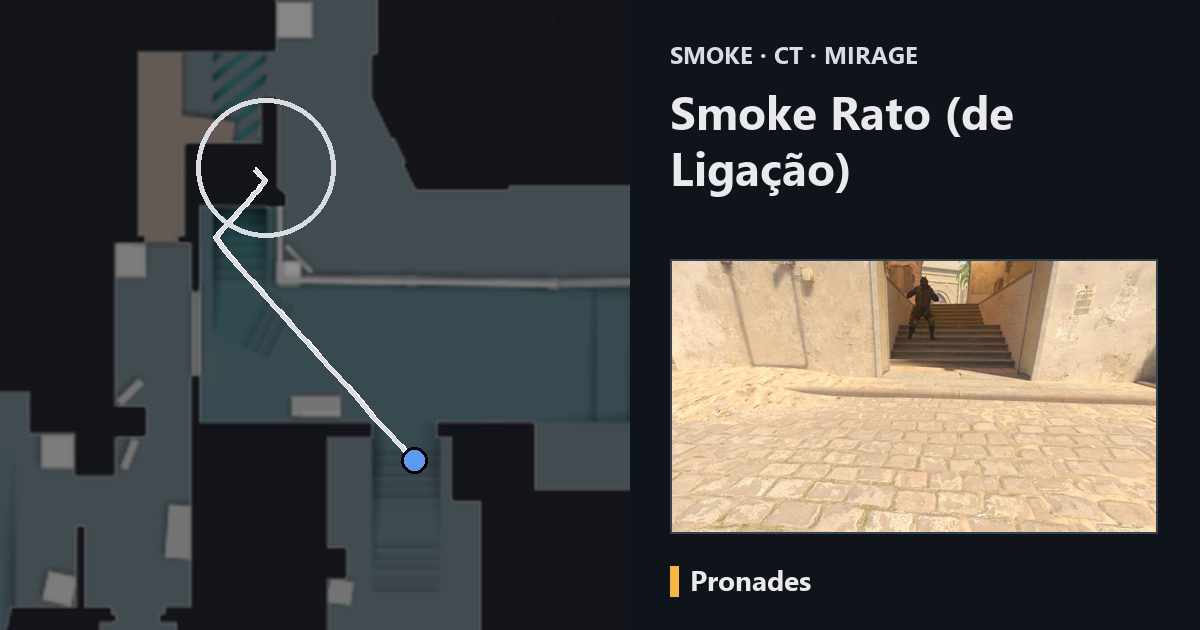 SMOKE · CT · MIRAGE
Smoke Rato (de
Ligação)
Pronades